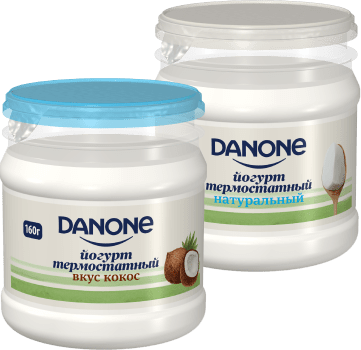 DANONE
йогурт
термостатный
натуральный
DANONE
160г
йогурт
термостатный
вкус кокос